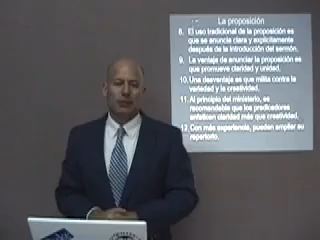 La proposición
8. El uso tradicional de la proposición es
que se anuncia clara y explícitamente
después de la introducción del sermón.
9. La ventaja de anunciar la proposición es
que promueve claridad y unidad.
10. Una desventaja es que milita contra la
variedad y la creatividad.
11. Al principio del ministerio, es
recomendable que los predicadores
enfaticen claridad más que creatividad.
12. Con más experiencia, pueden ampliar su
repertorio.